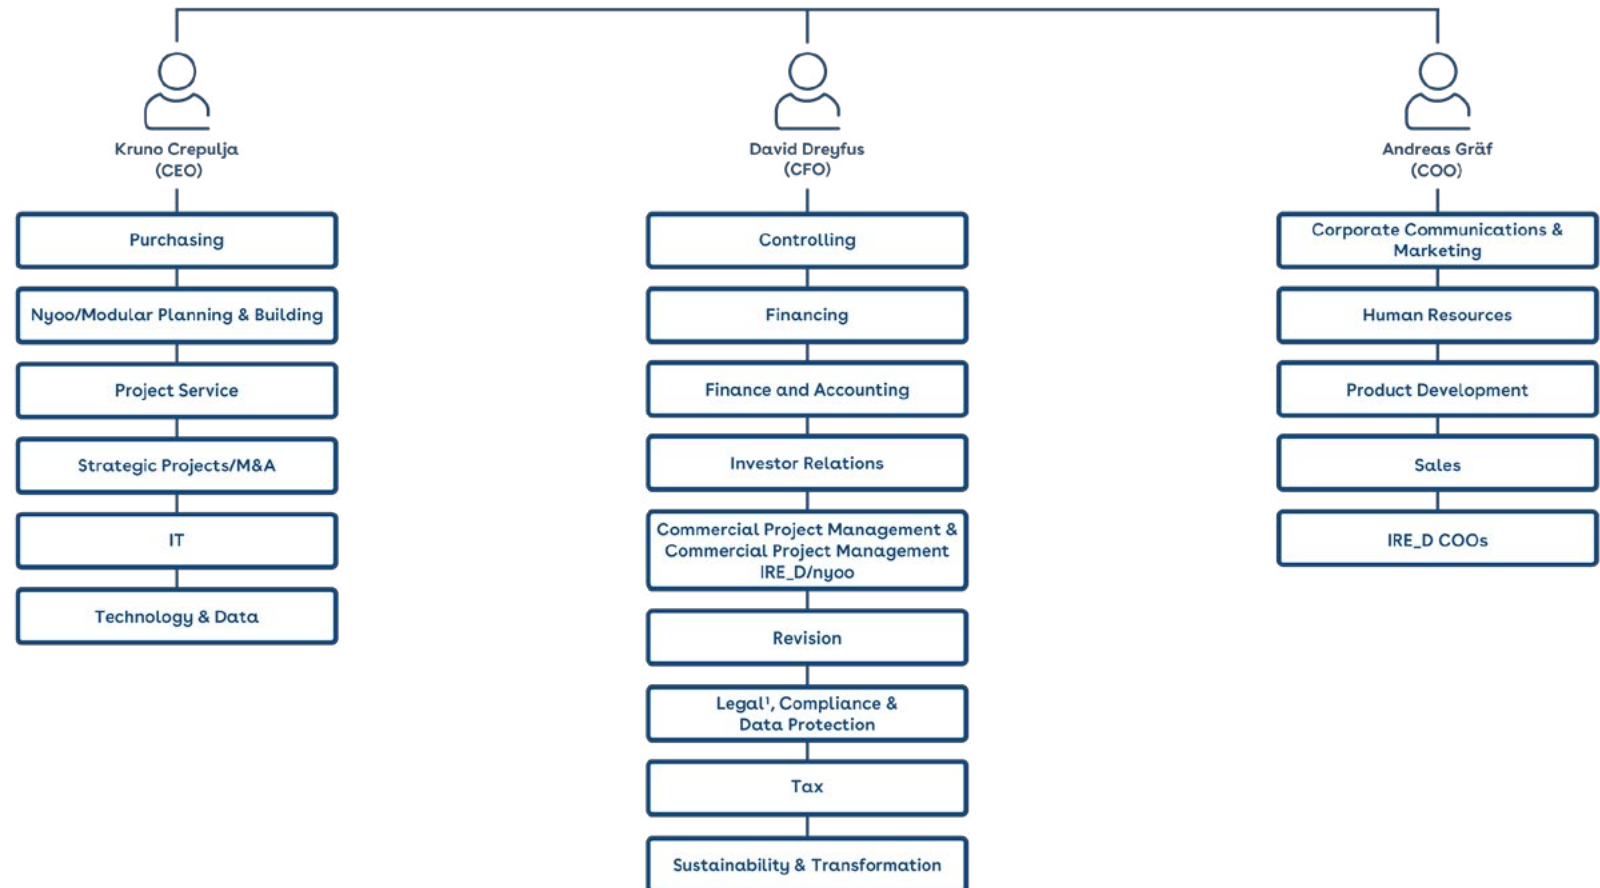 Kruno Crepulja
(CEO)
Purchasing
Nyoo/Modular Planning & Building
Project Service
Strategic Projects/M&A
IT
Technology & Data
David Dreyfus
(CFO)
Controlling
Financing
Finance and Accounting
Investor Relations
Commercial Project Management &
Commercial Project Management
IRE_D/nyoo
Revision
Legal¹, Compliance &
Data Protection
Tax
Sustainability & Transformation
Andreas Gräf
(COO)
Corporate Communications &
Marketing
Human Resources
Product Development
Sales
IRE_D COOs